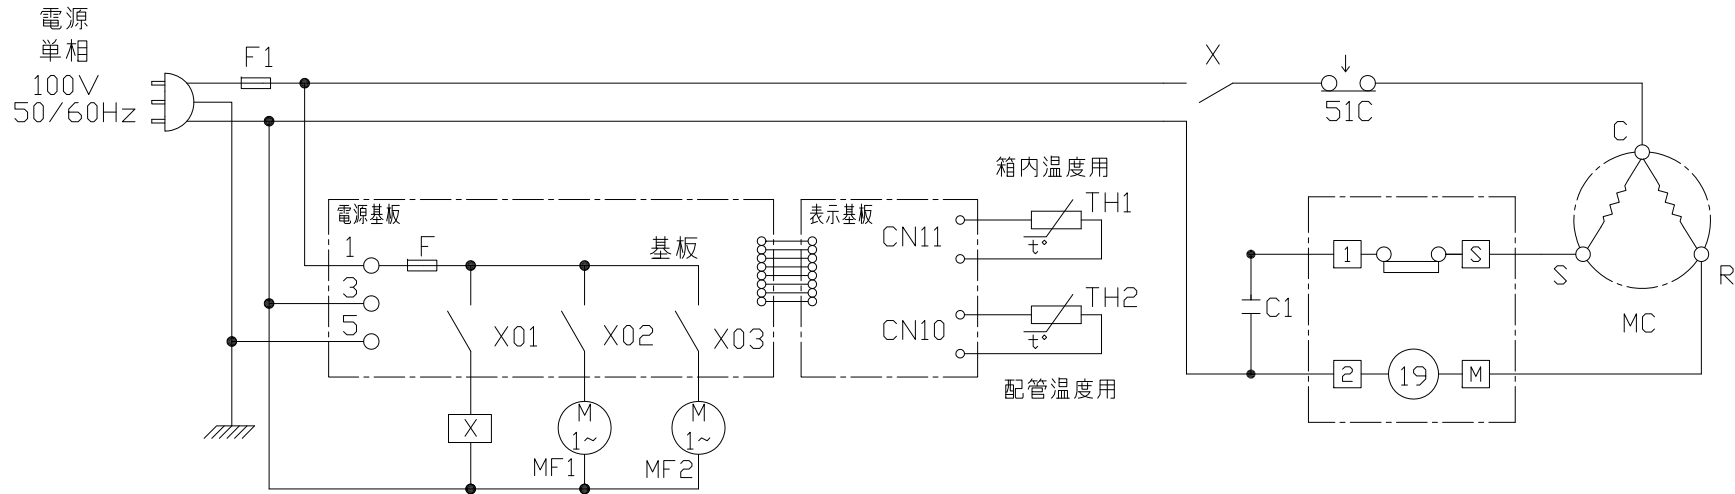 電源
単相
100V
50/60Hz
F1
X
51C
C
箱内温度用
TH1
電源基板
表示基板
1
F
基板
CN11
t°
1
S
S
R
3
TH2
5
X01
X02
X03
CN10
t°
C1
MC
配管温度用
2
19
M
X
M
1~
M
1~
MF1
MF2